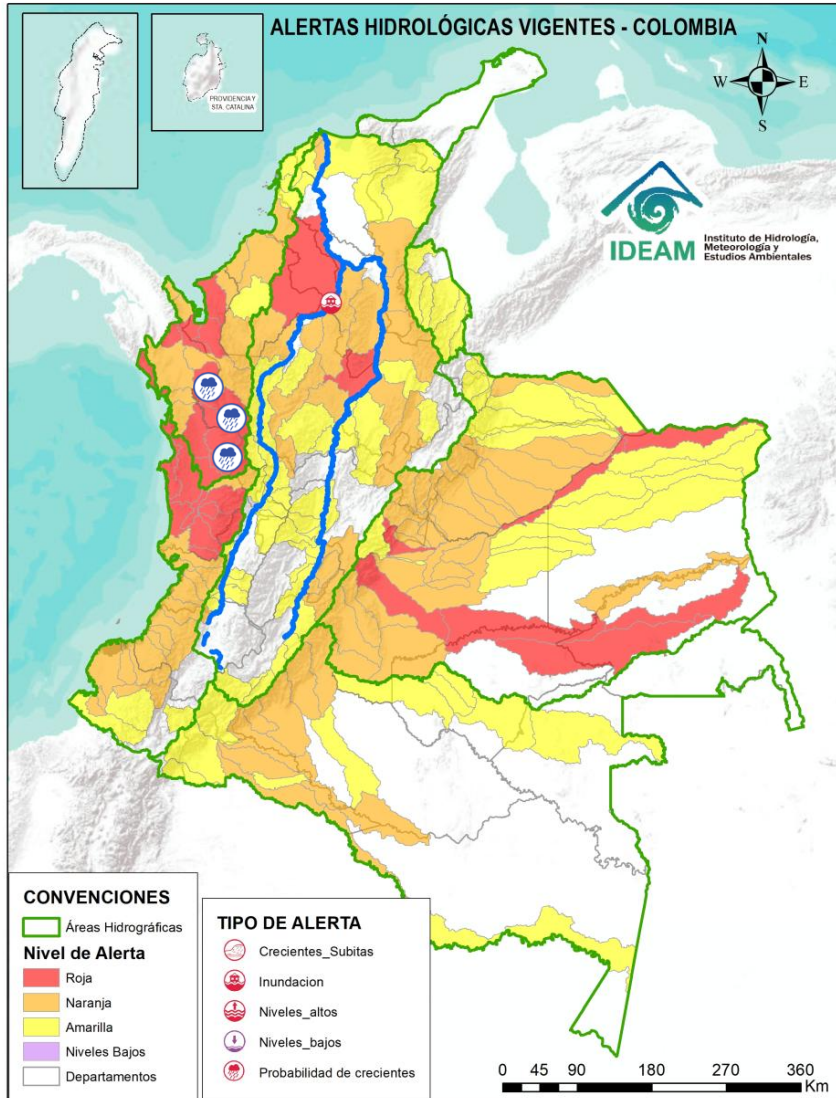 ALERTAS HIDROLÓGICAS VIGENTES - COLOMBIA
PROVIDENCIA Y
STA. CATALINA
N
W
E
S
IDEAM
Instituto de Hidrología,
Meteorología y
Estudios Ambientales
CONVENCIONES
Áreas Hidrográficas
Nivel de Alerta
Roja
Naranja
Amarilla
Niveles Bajos
Departamentos
TIPO DE ALERTA
Crecientes_Subitas
Inundacion
Niveles_altos
Niveles_bajos
Probabilidad de crecientes
0 45 90 180 270 360
Km